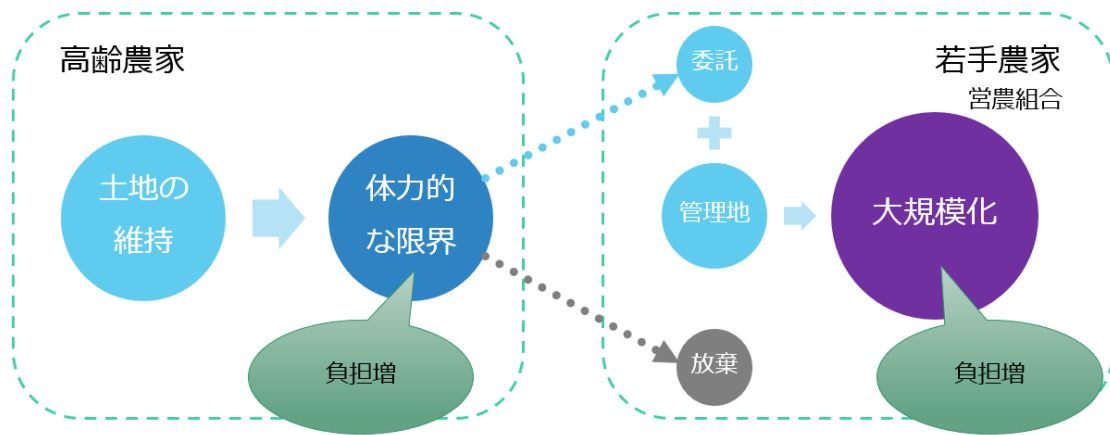 高齢農家
土地の
維持
体力的
な限界
負担増
若手農家
営農組合
委託
管理地
大規模化
放棄
負担増